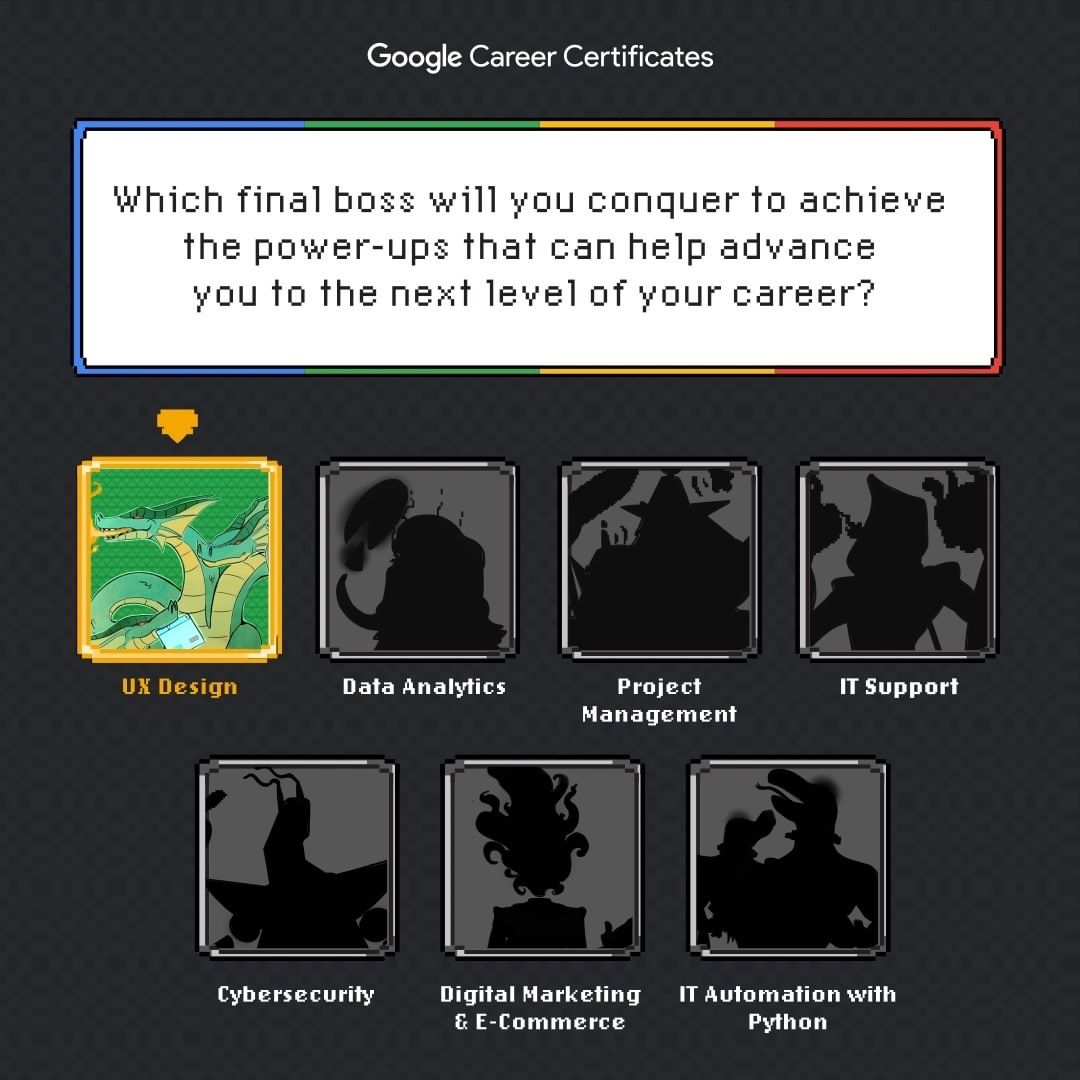 Google Career Certificates
Which final boss will you conquer to achieve
the power-ups that can help advance
you to the next level of your career?
UX Design
Data Analytics
Project
Management
IT Support
Cybersecurity
Digital Marketing
& E-Commerce
IT Automation with
Python